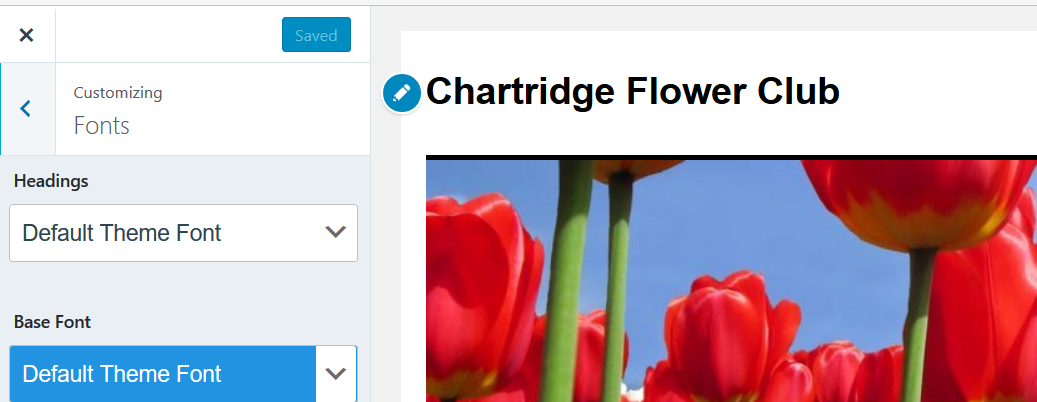 Saved
Customizing
Fonts
Headings
Default Theme Font
Base Font
Default Theme Font
Chartridge Flower Club